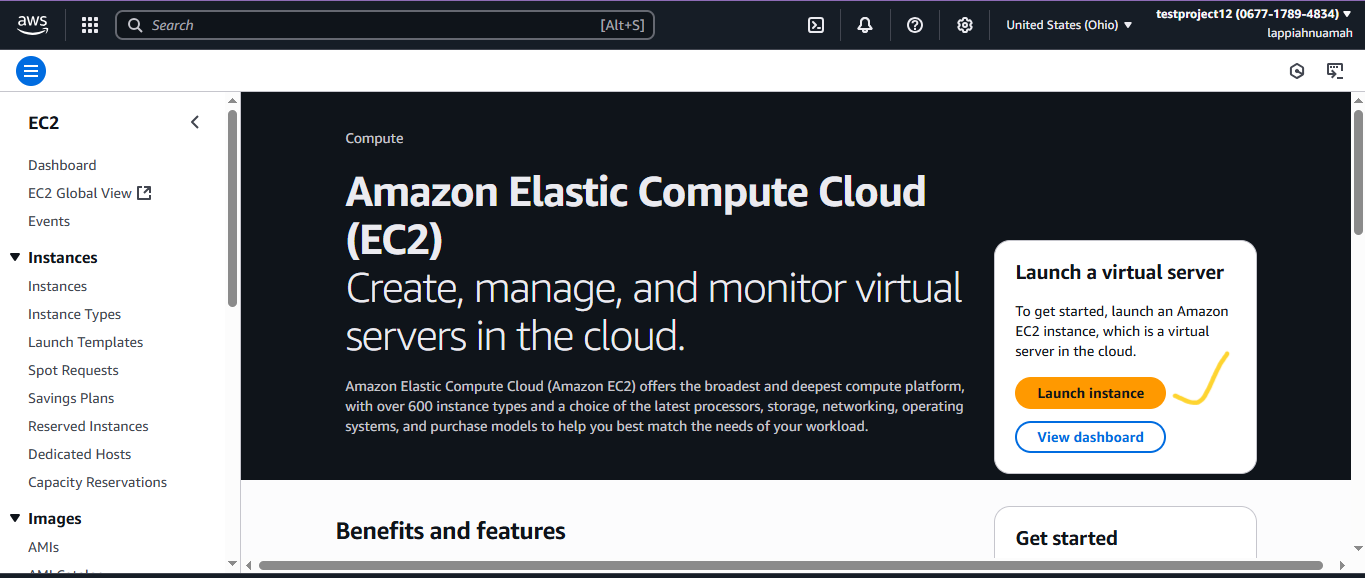 aws
Search
[Alt+S]
United States (Ohio)
testproject12 (0677-1789-4834)
lappiahnuamah
EC2
Dashboard
EC2 Global View
Events
Instances
Instances
Instance Types
Launch Templates
Spot Requests
Savings Plans
Reserved Instances
Dedicated Hosts
Capacity Reservations
Images
AMIs
AMI Catalog
Compute
Amazon Elastic Compute Cloud
(EC2)
Create, manage, and monitor virtual
servers in the cloud.
Amazon Elastic Compute Cloud (Amazon EC2) offers the broadest and deepest compute platform,
with over 600 instance types and a choice of the latest processors, storage, networking, operating
systems, and purchase models to help you best match the needs of your workload.
Launch a virtual server
To get started, launch an Amazon
EC2 instance, which is a virtual
server in the cloud.
Launch instance
View dashboard
Benefits and features
Get started